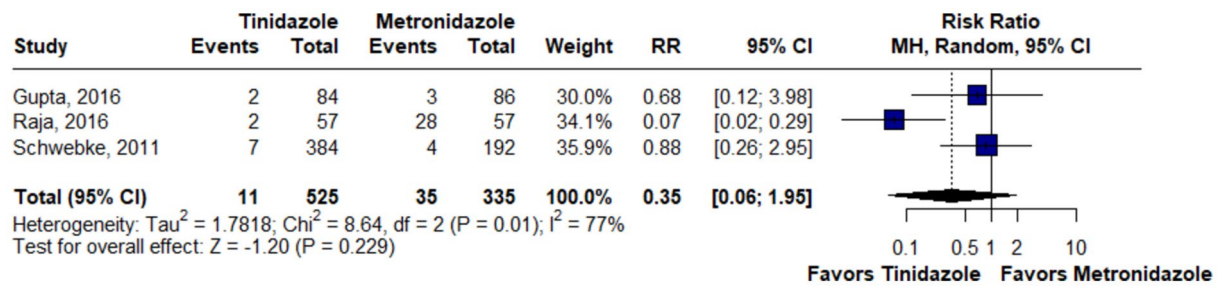 Tinidazole Metronidazole Risk Ratio
Study Events Total Events Total Weight RR 95% CI MH, Random, 95% CI
Gupta, 2016 2 84 3 86 30.0% 0.68 [0.12; 3.98]
Raja, 2016 2 57 28 57 34.1% 0.07 [0.02; 0.29]
Schwebke, 2011 7 384 4 192 35.9% 0.88 [0.26; 2.95]
Total (95% CI) 11 525 35 335 100.0% 0.35 [0.06; 1.95]
Heterogeneity: Tau² = 1.7818; Chi² = 8.64, df = 2 (P = 0.01); I² = 77%
Test for overall effect: Z = -1.20 (P = 0.229)
0.1 0.5 1 2 10
Favors Tinidazole Favors Metronidazole